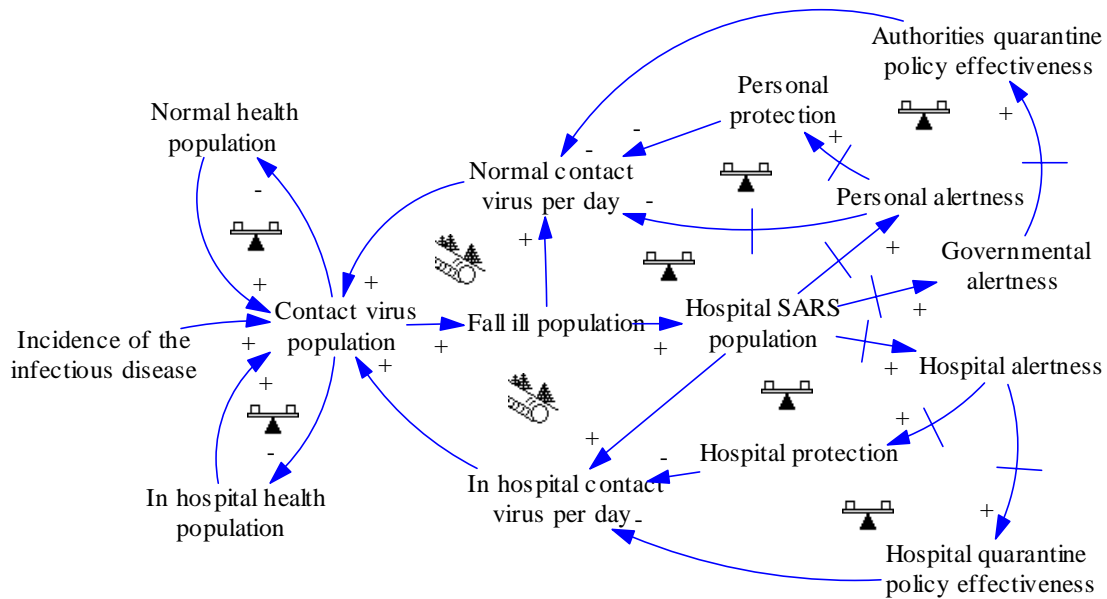 Authorities quarantine
policy effectiveness
Personal
protection
+
+
-
-
Normal health
population
-
Normal contact
virus per day
-
Personal alertness
+
+
Governmental
alertness
+
+
Contact virus
population
+
Fall ill population
+
Hospital SARS
population
+
Incidence of the
infectious disease
+
+
+
Hospital alertness
+
+
-
+
Hospital protection
-
In hospital contact
virus per day
-
In hospital health
population
+
Hospital quarantine
policy effectiveness